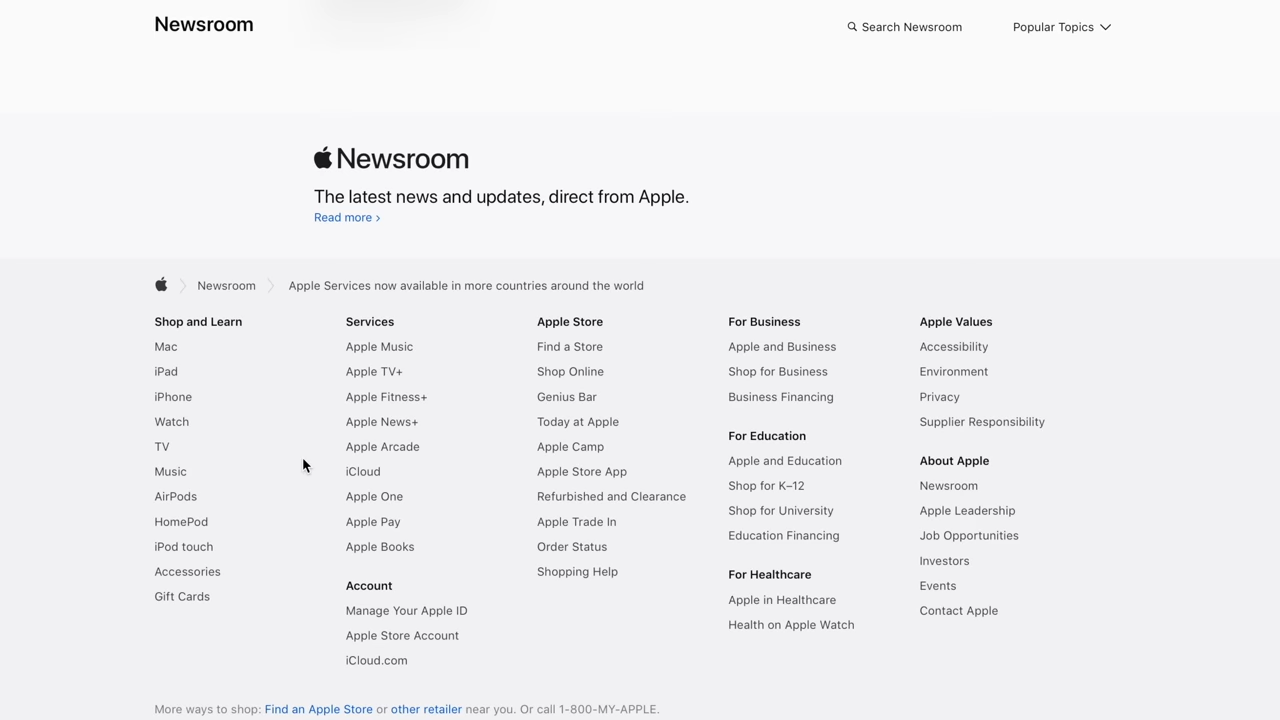 Newsroom
Search Newsroom
Popular Topics
Newsroom
The latest news and updates, direct from Apple.
Read more >
Newsroom
Apple Services now available in more countries around the world
Shop and Learn
Mac
iPad
iPhone
Watch
TV
Music
AirPods
HomePod
iPod touch
Accessories
Gift Cards
Services
Apple Music
Apple TV+
Apple Fitness+
Apple News+
Apple Arcade
iCloud
Apple One
Apple Pay
Apple Books
Account
Manage Your Apple ID
Apple Store Account
iCloud.com
Apple Store
Find a Store
Shop Online
Genius Bar
Today at Apple
Apple Camp
Apple Store App
Refurbished and Clearance
Apple Trade In
Order Status
Shopping Help
For Business
Apple and Business
Shop for Business
Business Financing
For Education
Apple and Education
Shop for K–12
Shop for University
Education Financing
For Healthcare
Apple in Healthcare
Health on Apple Watch
Apple Values
Accessibility
Environment
Privacy
Supplier Responsibility
About Apple
Newsroom
Apple Leadership
Job Opportunities
Investors
Events
Contact Apple
More ways to shop: Find an Apple Store or other retailer near you. Or call 1-800-MY-APPLE.